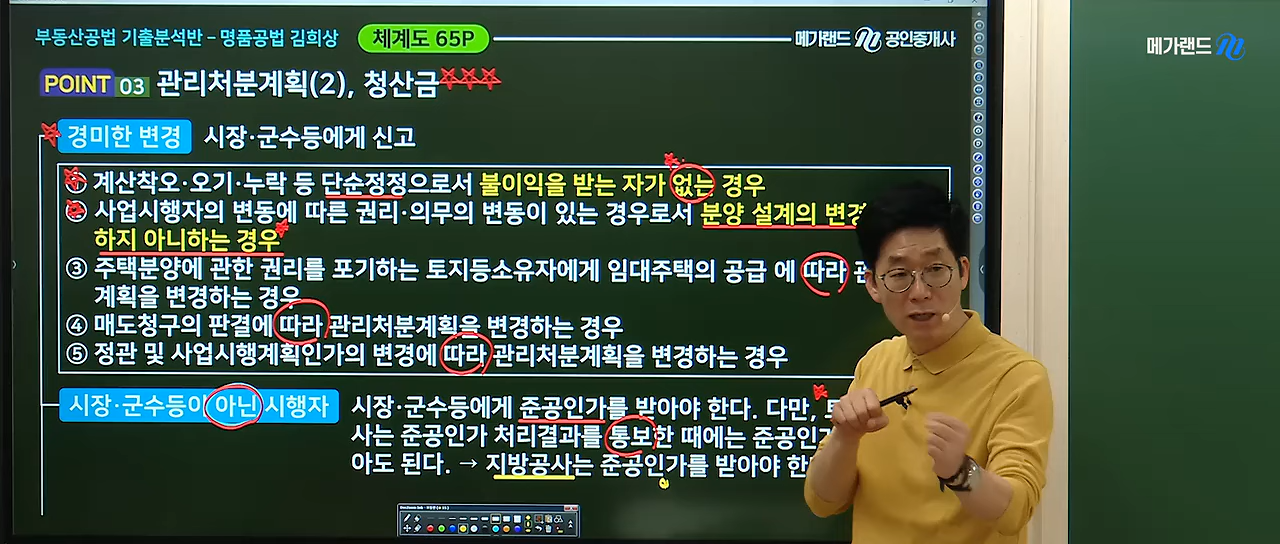 부동산공법 기출분석반 – 명품공법 김희상 체계도 65P 메가랜드 공인중개사
메가랜드
POINT 03 관리처분계획(2), 청산금
경미한 변경 시장·군수등에게 신고
① 계산착오·오기·누락 등 단순정정으로서 불이익을 받는 자가 없는 경우
② 사업시행자의 변동에 따른 권리·의무의 변동이 있는 경우로서 분양 설계의 변경
하지 아니하는 경우
③ 주택분양에 관한 권리를 포기하는 토지등소유자에게 임대주택의 공급 에 따라
계획을 변경하는 경우
④ 매도청구의 판결에 따라 관리처분계획을 변경하는 경우
⑤ 정관 및 사업시행계획인가의 변경에 따라 관리처분계획을 변경하는 경우
시장·군수등이 아닌 시행자 시장·군수등에게 준공인가를 받아야 한다. 다만,
사는 준공인가 처리결과를 통보한 때에는 준공인가
아도 된다. → 지방공사는 준공인가를 받아야 한